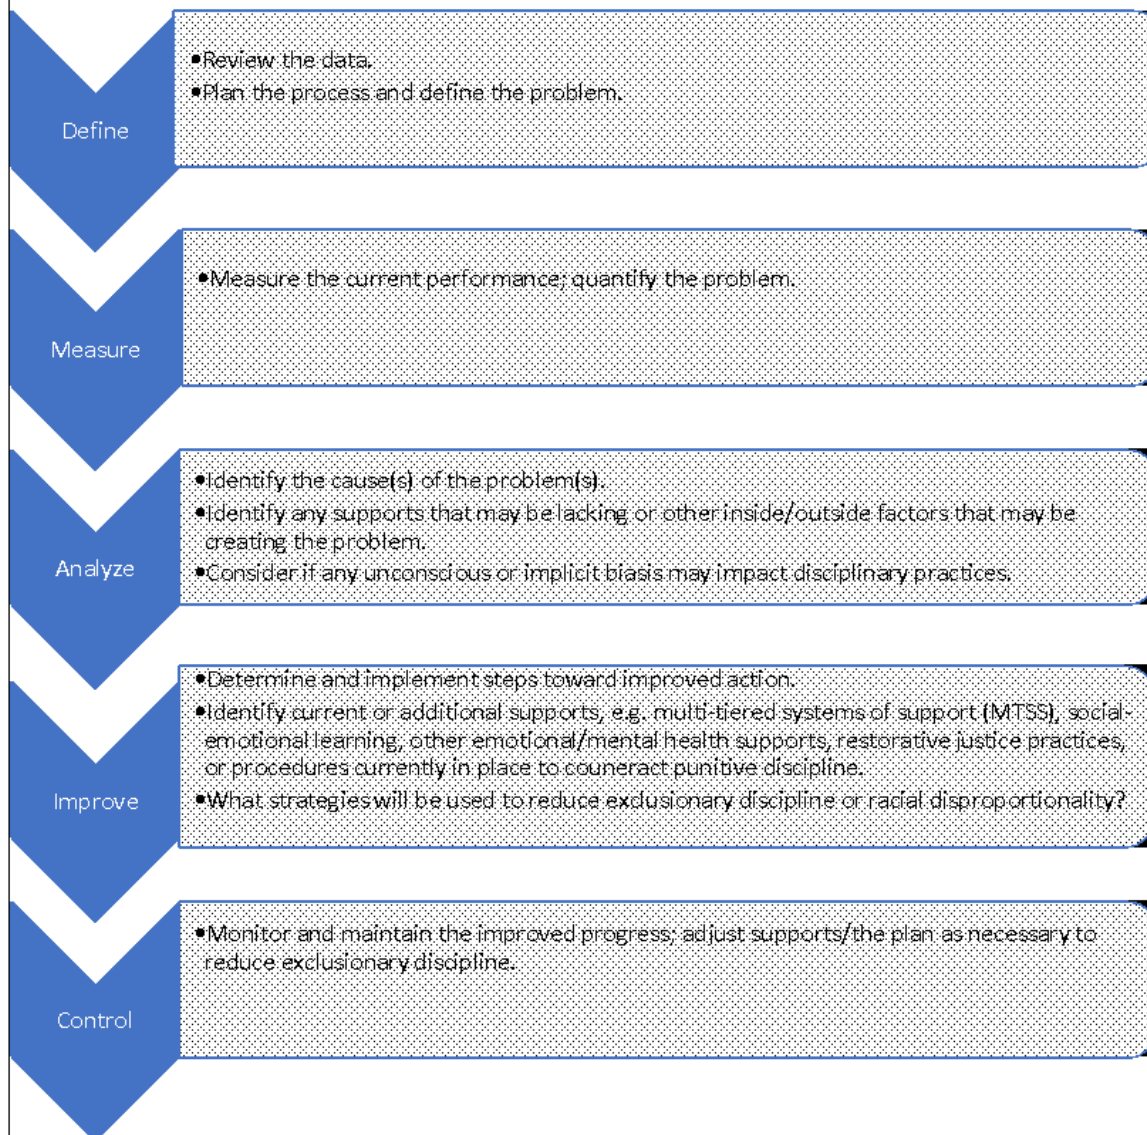 Define
•Review the data.
•Plan the process and define the problem.
Measure
•Measure the current performance; quantify the problem.
Analyze
•Identify the cause(s) of the problem(s).
•Identify any supports that may be lacking or other inside/outside factors that may be
creating the problem.
•Consider if any unconscious or implicit biasis may impact disciplinary practices.
Improve
•Determine and implement steps toward improved action.
•Identify current or additional supports, e.g. multi-tiered systems of support (MTSS), social-
emotional learning, other emotional/mental health supports, restorative justice practices,
or procedures currently in place to couneract punitive discipline.
•What strategies will be used to reduce exclusionary discipline or racial disproportionality?
Control
•Monitor and maintain the improved progress; adjust supports/the plan as necessary to
reduce exclusionary discipline.